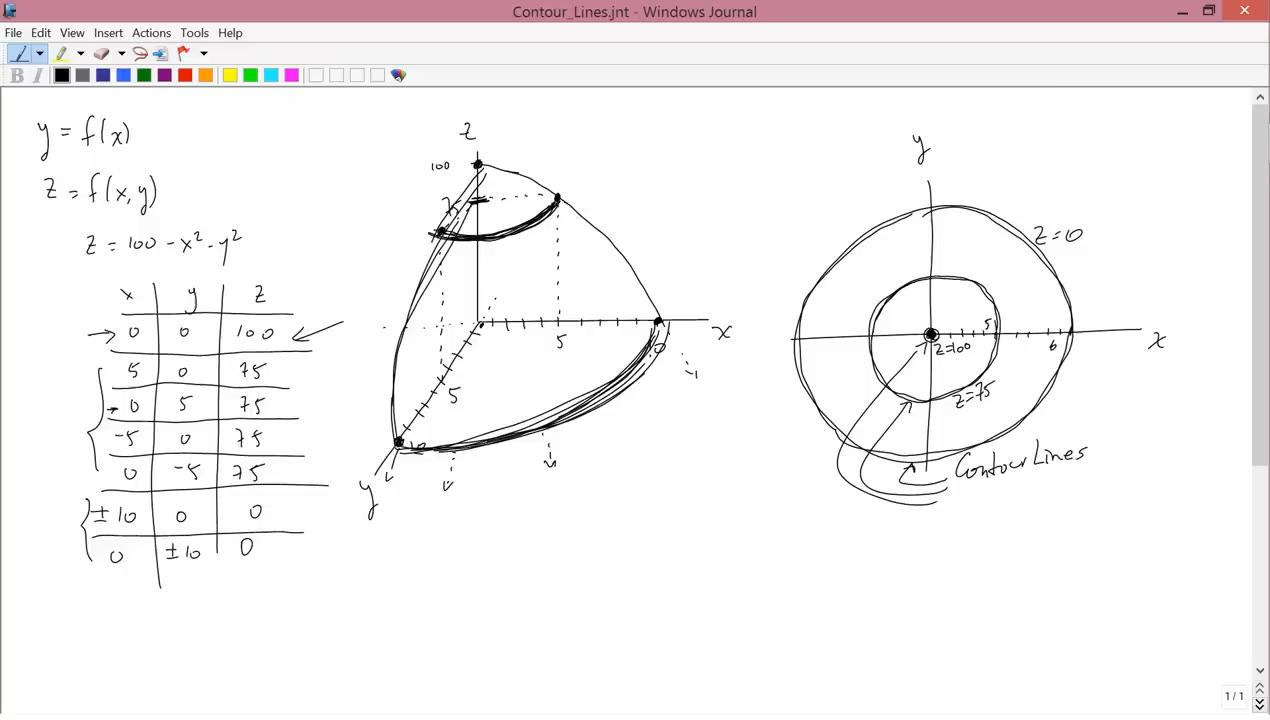 Contour_Lines.jnt - Windows Journal
File Edit View Insert Actions Tools Help
B I
y = f(x)
z = f(x,y)
z = 100 - x² - y²
x y z
0 0 100
5 0 75
0 5 75
-5 0 75
0 -5 75
±10 0 0
0 ±10 0
z
100
5
x
5
10
y
y
z=0
5
z=100
x
z=75
Contour Lines
1 / 1